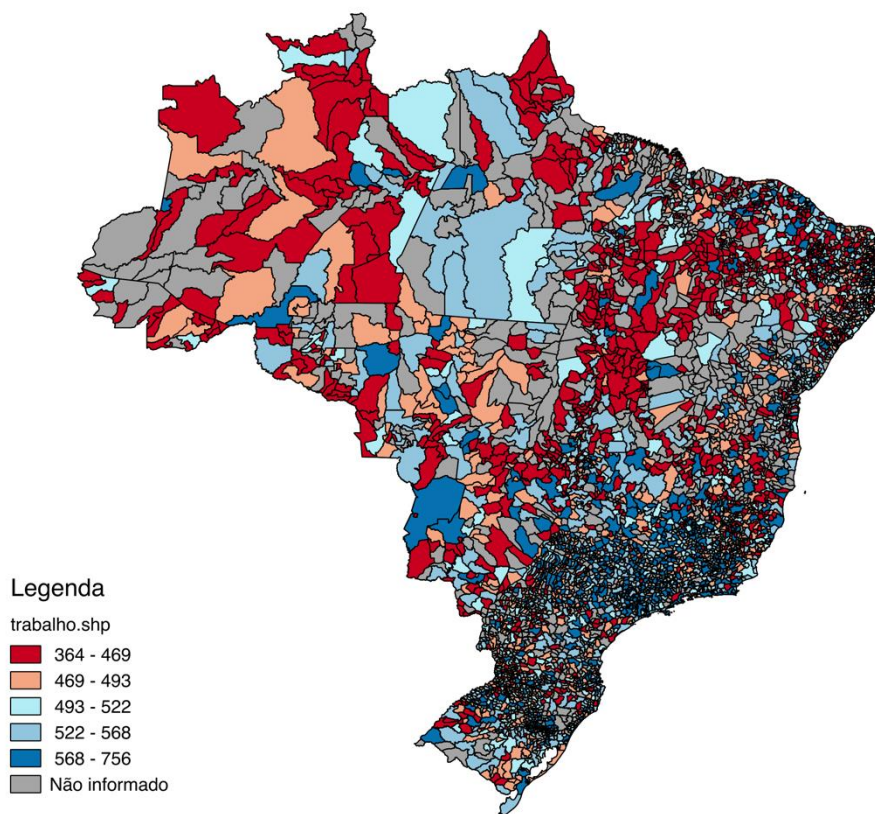 Legenda
trabalho.shp
364 - 469
469 - 493
493 - 522
522 - 568
568 - 756
Não informado